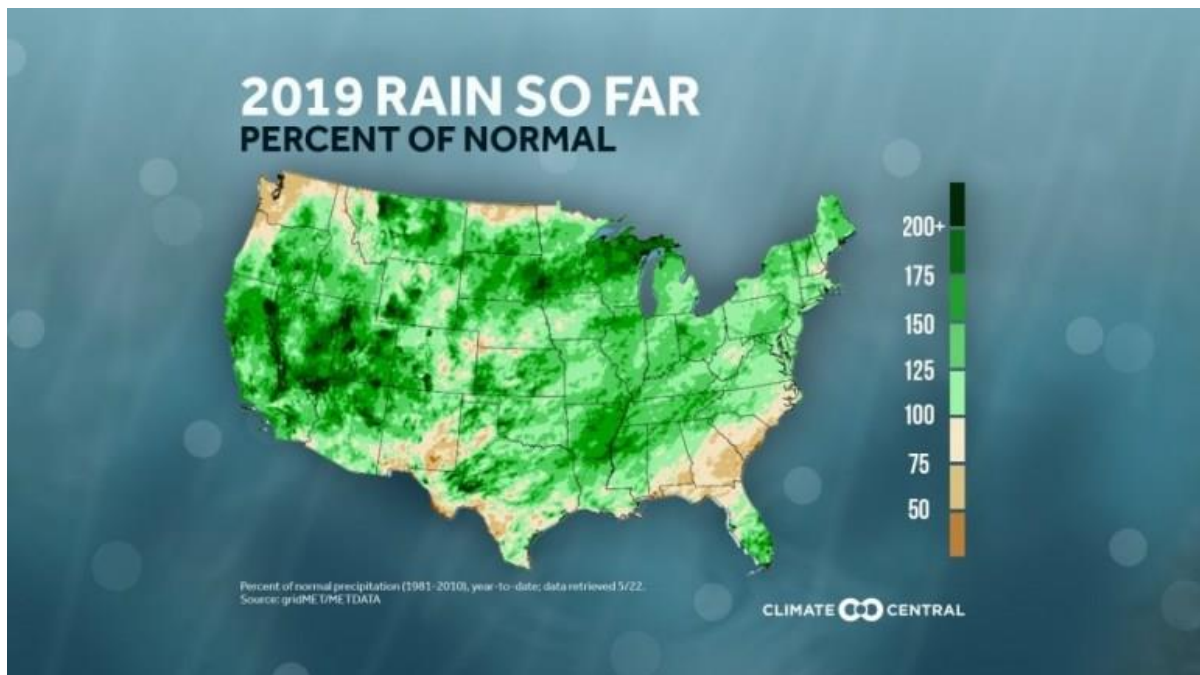 2019 RAIN SO FAR
PERCENT OF NORMAL
200+
175
150
125
100
75
50
Percent of normal precipitation (1981-2010), year-to-date; data retrieved 5/22.
Source: gridMET/METDATA
CLIMATE CENTRAL